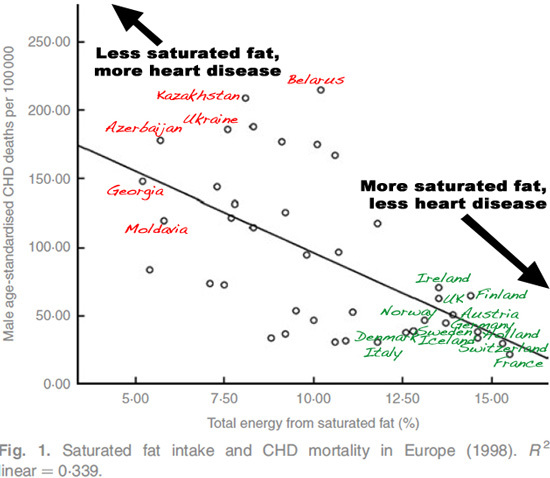 250·00
Less saturated fat,
more heart disease
Belarus
Kazakhstan
200·00
Ukraine
Azerbaijan
150·00
Georgia
More saturated fat,
less heart disease
Moldavia
100·00
Ireland
UK
Finland
50·00
Norway
Austria
Germany
Denmark
Sweden
Holland
Iceland
Switzerland
Italy
France
0·00
5·00 7·50 10·00 12·50 15·00
Male age-standardised CHD deaths per 100 000
Total energy from saturated fat (%)
Fig. 1. Saturated fat intake and CHD mortality in Europe (1998). R²
linear = 0·339.